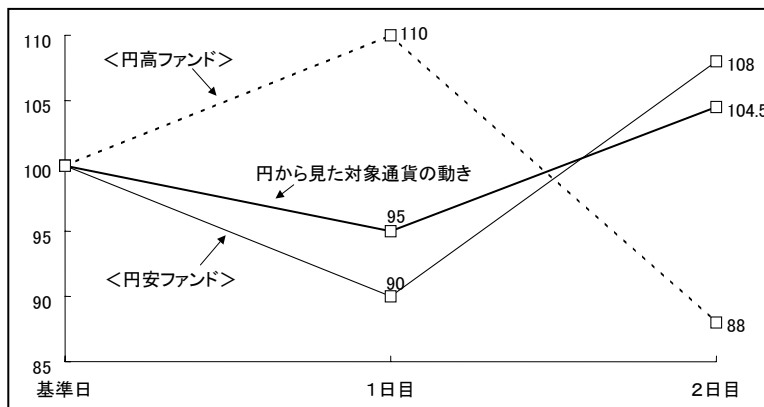 110
105
100
95
90
85
＜円高ファンド＞
110
108
104.5
円から見た対象通貨の動き
95
＜円安ファンド＞
90
88
基準日
１日目
２日目